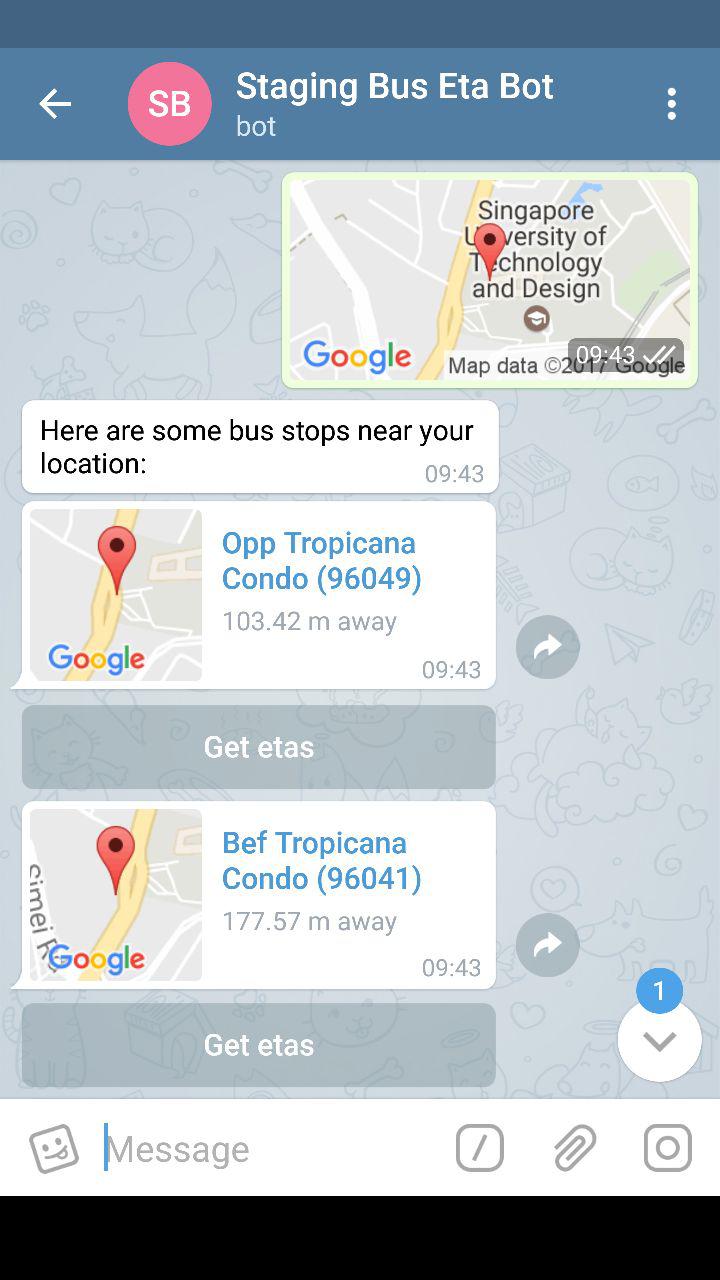 SB
Staging Bus Eta Bot
bot
Singapore
University of
Technology
and Design
Google
Map data ©2017 Google
09:43
Here are some bus stops near your
location:
09:43
Google
Opp Tropicana
Condo (96049)
103.42 m away
09:43
Get etas
Simei R
Google
Bef Tropicana
Condo (96041)
177.57 m away
09:43
Get etas
1
Message